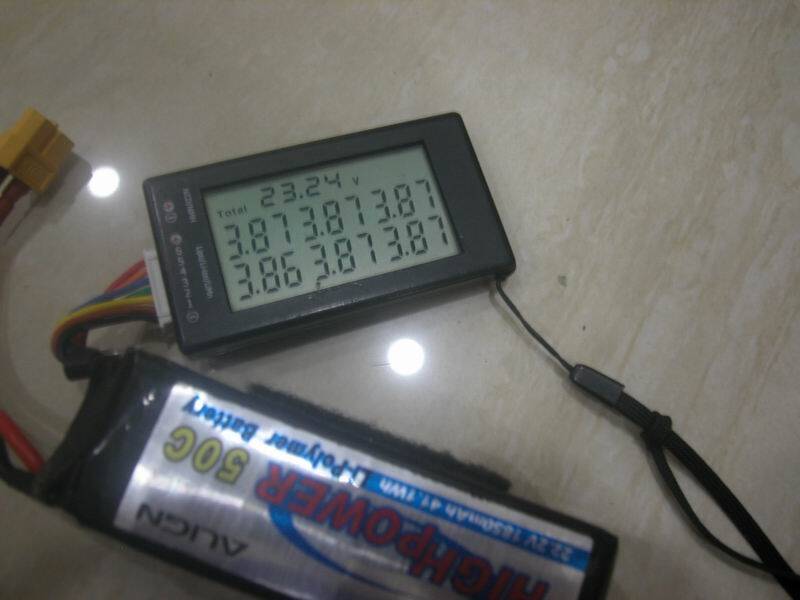 Total 23.24 V
3.87 3.87 3.87
3.86 3.87 3.87
22.2V 1850mAh 41.1Wh Li-Polymer Battery
HIGHPOWER 50C
ALIGN